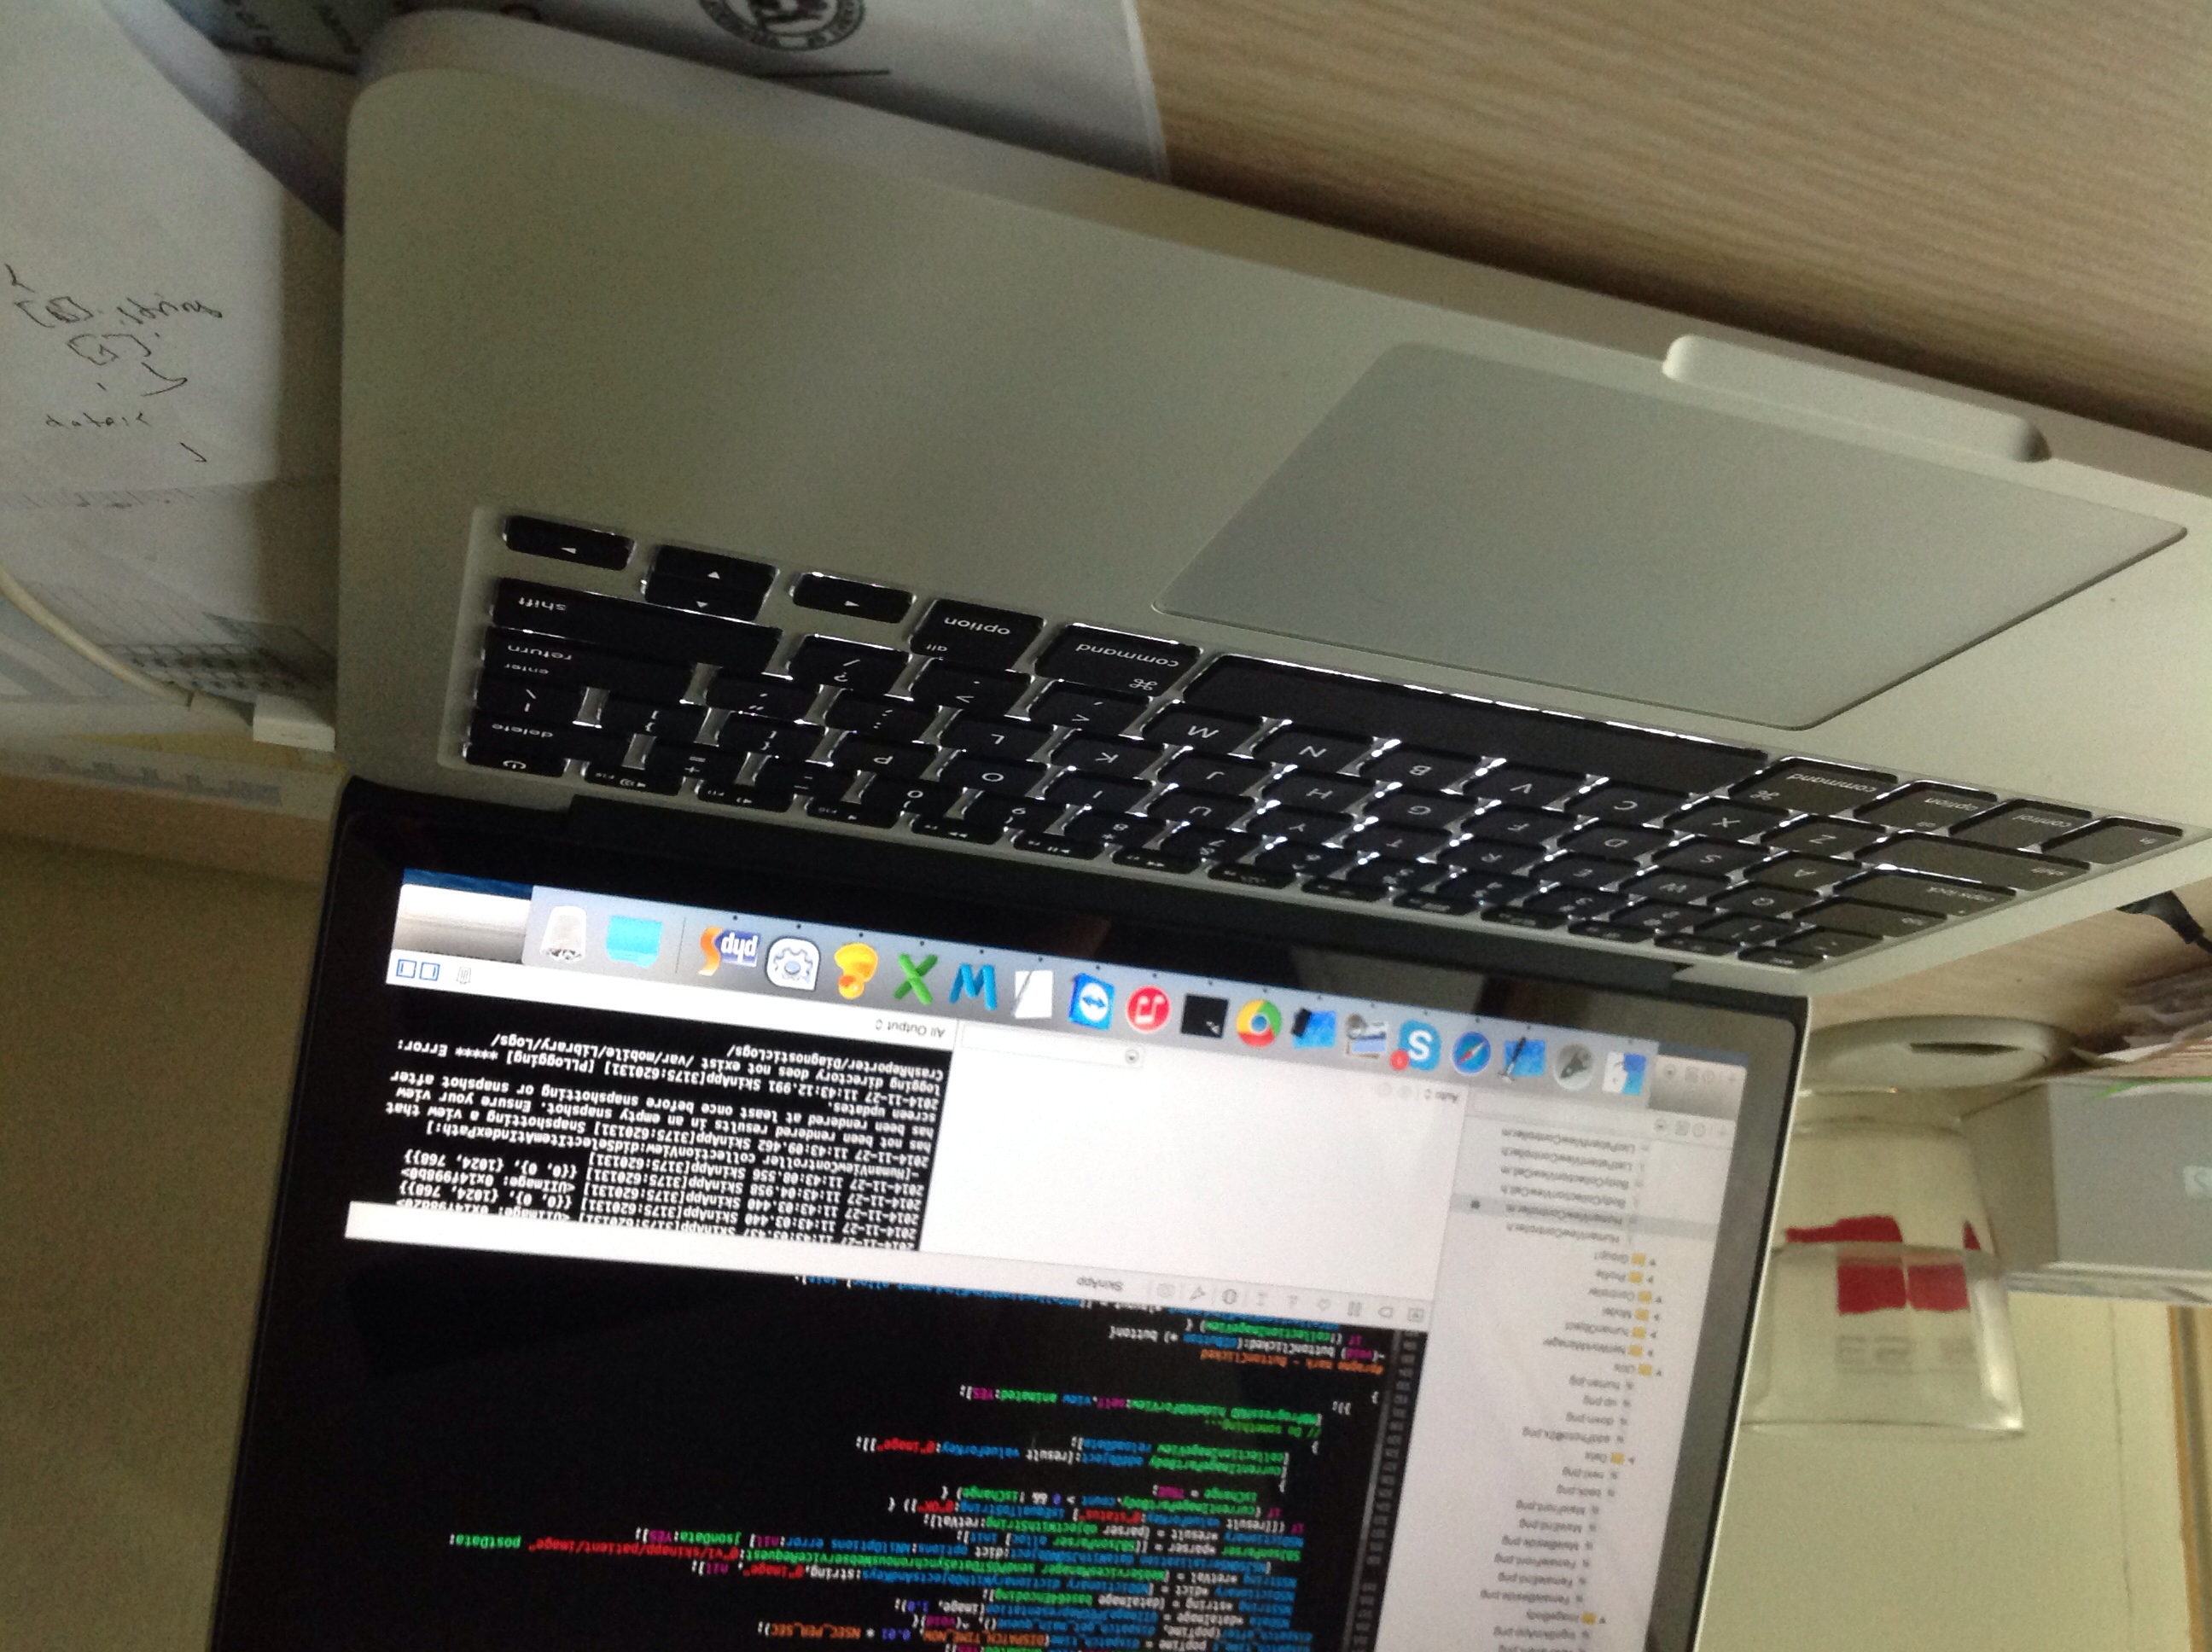 logoSkinApp.png
ImageBody
FemaleBeside.png
FemaleEnd.png
FemaleFront.png
MaleBeside.png
MaleEnd.png
MaleFront.png
back.png
next.png
Data
addPhoto@2x.png
down.png
up.png
human.jpg
Utils
NetWorkManager
humanObject
Model
Controller
Profile
Group1
HumanViewController.h
HumanViewController.m
BodyCollectionViewCell.h
BodyCollectionViewCell.m
ListPatientViewController.h
ListPatientViewController.m
dispatch_time_t popTime = dispatch_time(DISPATCH_TIME_NOW, 0.01 * NSEC_PER_SEC);
dispatch_after(popTime, dispatch_get_main_queue(), ^(void){
NSData *dataImage = UIImageJPEGRepresentation(image, 1.0);
NSString *string = [dataImage base64Encoding];
NSDictionary *dict = [NSDictionary dictionaryWithObjectsAndKeys:string,@"image", nil];
NSString *retVal = [WebServicesManager sendPOSTDataSynchronousWebserviceRequest:@"v1/skinapp/patient/image" postData:
[NSJSONSerialization dataWithJSONObject:dict options:kNilOptions error:nil] jsonData:YES];
SBJsonParser *parser = [[SBJsonParser alloc] init];
NSDictionary *result = [parser objectWithString:retVal];
if ([[result valueForKey:@"status"] isEqualToString:@"OK"]) {
if (currentImagePartBody.count > 0 && !isChange) {
isChange = TRUE;
}
[currentImagePartBody addObject:[result valueForKey:@"image"]];
[collectionImageView reloadData];
}
// Do something...
[MBProgressHUD hideHUDForView:self.view animated:YES];
});
}
#pragma mark - ButtonClicked
-(void) buttonClicked:(UIButton *) button{
if (!collectionImageView) {
SkinApp
2014-11-27 11:43:03.437 SkinApp[3175:620131] <UIImage: 0x14f98d20>
2014-11-27 11:43:03.440 SkinApp[3175:620131] {{0, 0}, {1024, 768}}
2014-11-27 11:43:03.440 SkinApp[3175:620131] <UIImage: 0x14f998b0>
2014-11-27 11:43:04.958 SkinApp[3175:620131] {{0, 0}, {1024, 768}}
2014-11-27 11:43:08.556 SkinApp[3175:620131]
-[HumanViewController collectionView:didSelectItemAtIndexPath:]
2014-11-27 11:43:09.462 SkinApp[3175:620131] Snapshotting a view that
has not been rendered results in an empty snapshot. Ensure your view
has been rendered at least once before snapshotting or snapshot after
screen updates.
2014-11-27 11:43:12.991 SkinApp[3175:620131] [PLLogging] ***** Error:
logging directory does not exist /var/mobile/Library/Logs/
CrashReporter/DiagnosticLogs/
Auto
All Output
S 1
W X php S
F10 F11 F12
6 7 8 9 0 - + =
delete
tab Q W E R T Y U I O P { [ } ] | \
caps lock A S D F G H J K L : ; " '
enter
return
shift Z X C V B N M < , > . ? /
shift
fn control alt option ⌘ command
⌘ command alt option